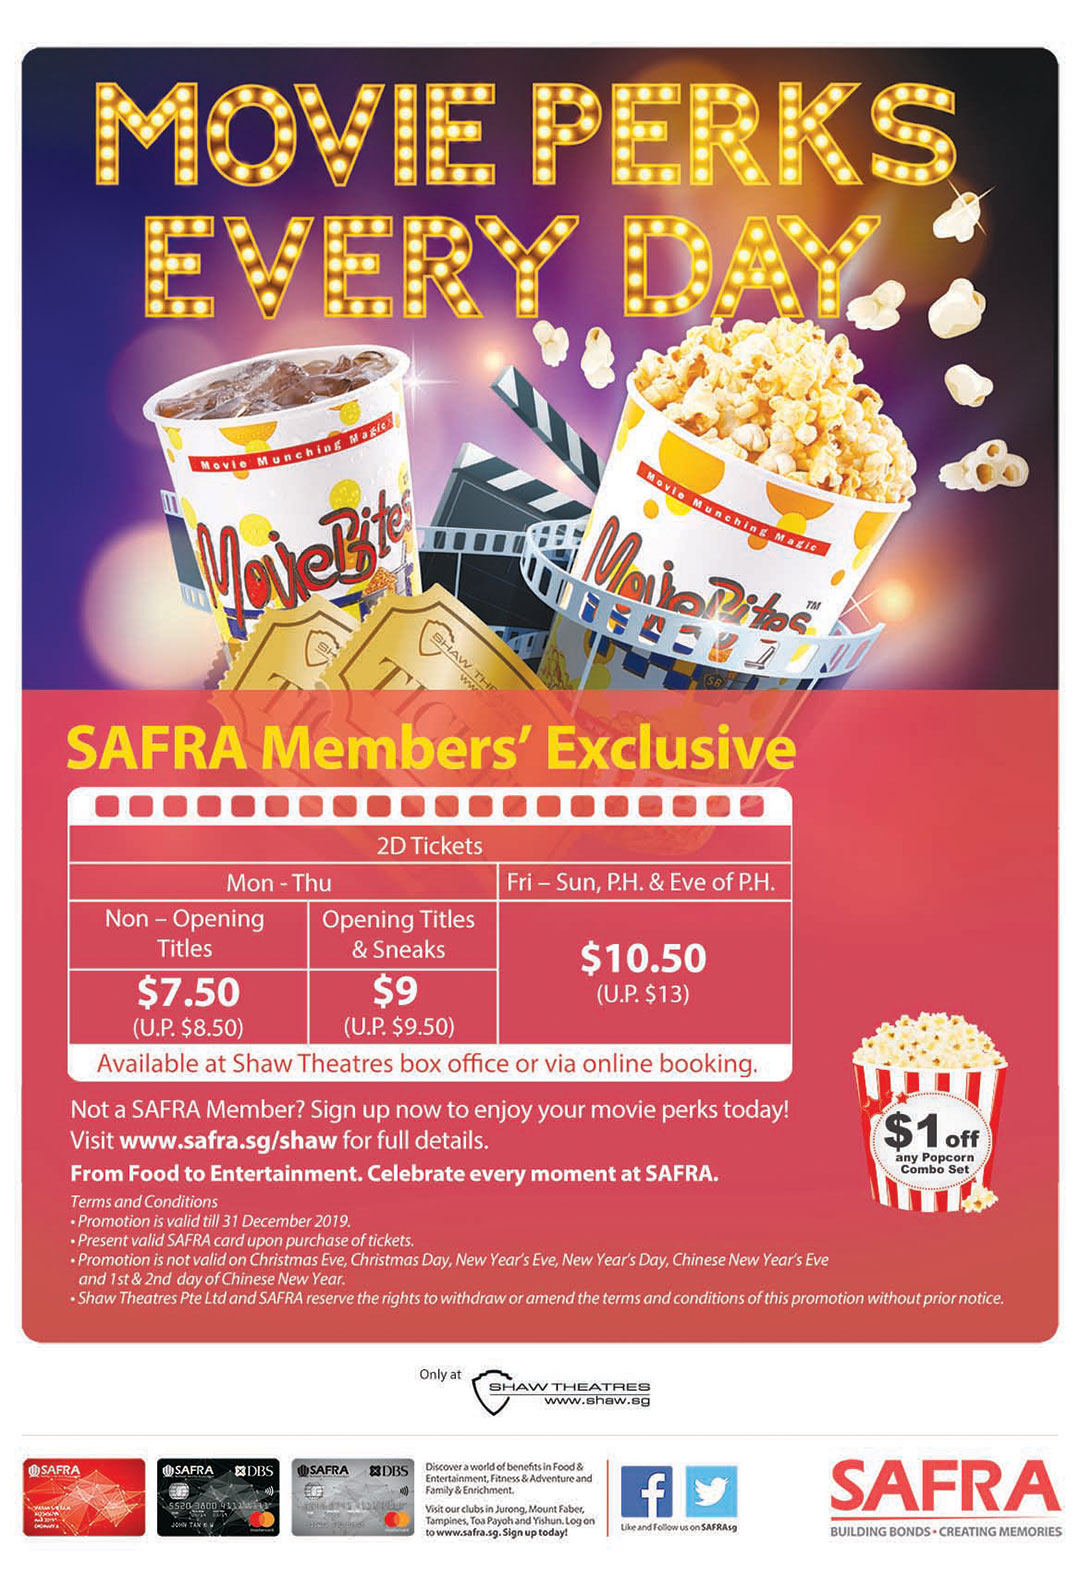 MOVIE PERKS
EVERY DAY
Movie Munching Magic
MovieBites
Movie Munching Magic
MovieBites™
SHAW THE
TICKE
SAFRA Members' Exclusive
2D Tickets
Mon - Thu
Fri – Sun, P.H. & Eve of P.H.
Non – Opening
Titles
Opening Titles
& Sneaks
$7.50
(U.P. $8.50)
$9
(U.P. $9.50)
$10.50
(U.P. $13)
Available at Shaw Theatres box office or via online booking.
Not a SAFRA Member? Sign up now to enjoy your movie perks today!
Visit www.safra.sg/shaw for full details.
From Food to Entertainment. Celebrate every moment at SAFRA.
$1 off
any Popcorn
Combo Set
Terms and Conditions
• Promotion is valid till 31 December 2019.
• Present valid SAFRA card upon purchase of tickets.
• Promotion is not valid on Christmas Eve, Christmas Day, New Year's Eve, New Year's Day, Chinese New Year's Eve
and 1st & 2nd day of Chinese New Year.
• Shaw Theatres Pte Ltd and SAFRA reserve the rights to withdraw or amend the terms and conditions of this promotion without prior notice.
Only at
SHAW THEATRES
www.shaw.sg
SAFRA
SAFRA DBS
JOHN TAN
SAFRA DBS
Discover a world of benefits in Food &
Entertainment, Fitness & Adventure and
Family & Enrichment.
Visit our clubs in Jurong, Mount Faber,
Tampines, Toa Payoh and Yishun. Log on
to www.safra.sg. Sign up today!
Like and Follow us on SAFRAsg
SAFRA
BUILDING BONDS • CREATING MEMORIES